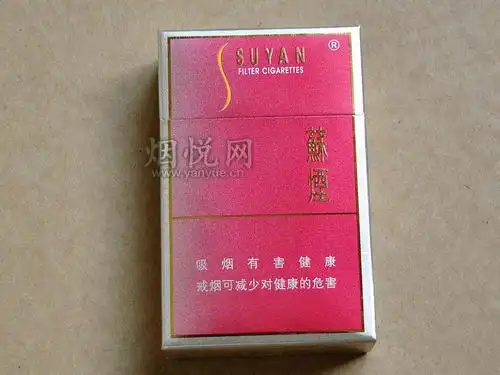 SUYAN ®
FILTER CIGARETTES
烟悦网
www.yanyue.cn
蘇煙
吸烟有害健康
戒烟可减少对健康的危害